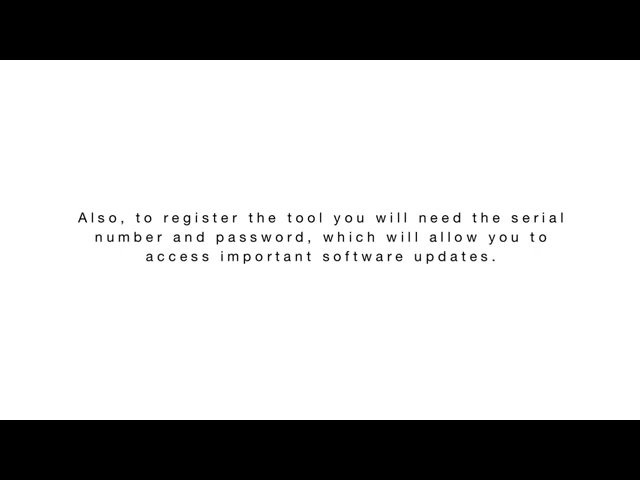 Also, to register the tool you will need the serial
number and password, which will allow you to
access important software updates.